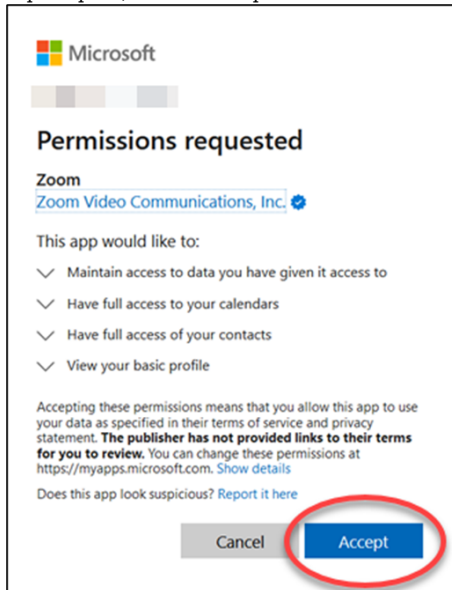 Microsoft
Permissions requested
Zoom
Zoom Video Communications, Inc.
This app would like to:
Maintain access to data you have given it access to
Have full access to your calendars
Have full access of your contacts
View your basic profile
Accepting these permissions means that you allow this app to use
your data as specified in their terms of service and privacy
statement. The publisher has not provided links to their terms
for you to review. You can change these permissions at
https://myapps.microsoft.com. Show details
Does this app look suspicious? Report it here
Cancel Accept